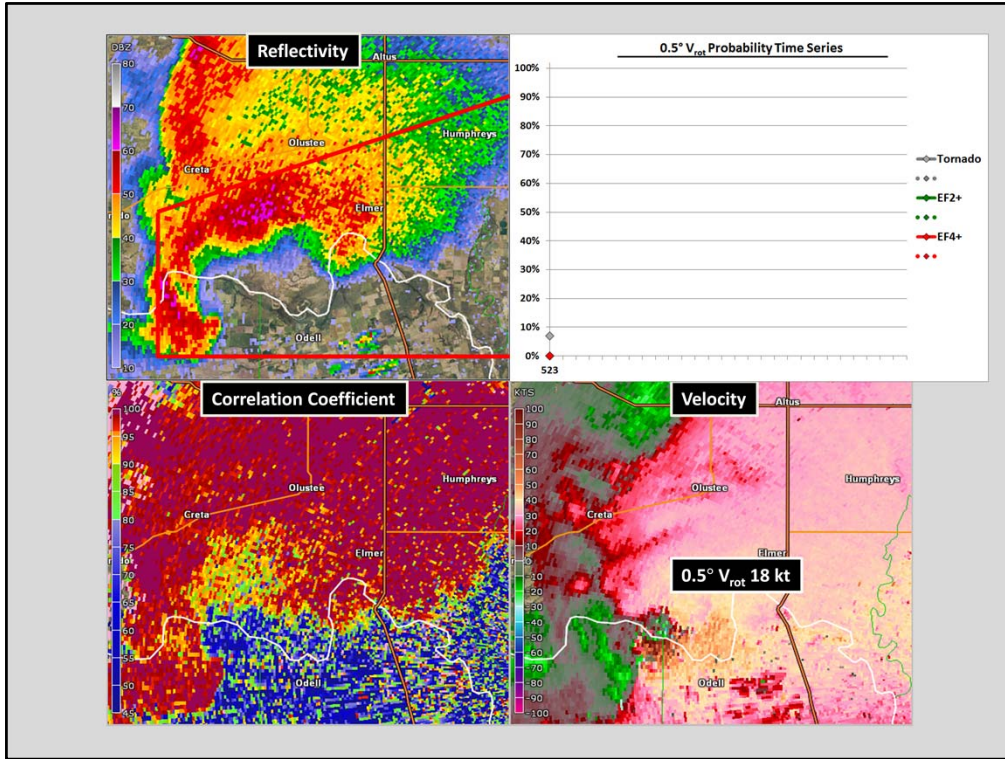 DBZ
Reflectivity
80
70
60
50
40
30
20
10
Altus
Humphreys
Olustee
Creta
Elmer
Odell
0.5° Vrot Probability Time Series
100%
90%
80%
70%
60%
50%
40%
30%
20%
10%
0%
523
Tornado
EF2+
EF4+
%
Correlation Coefficient
100
95
90
85
80
75
70
65
60
55
50
45
Humphreys
Olustee
Creta
Elmer
Odell
KTS
Velocity
100
90
80
70
60
50
40
30
20
10
0
-10
-20
-30
-40
-50
-60
-70
-80
-90
-100
Altus
Humphreys
Olustee
Creta
Elmer
0.5° Vrot 18 kt
Odell